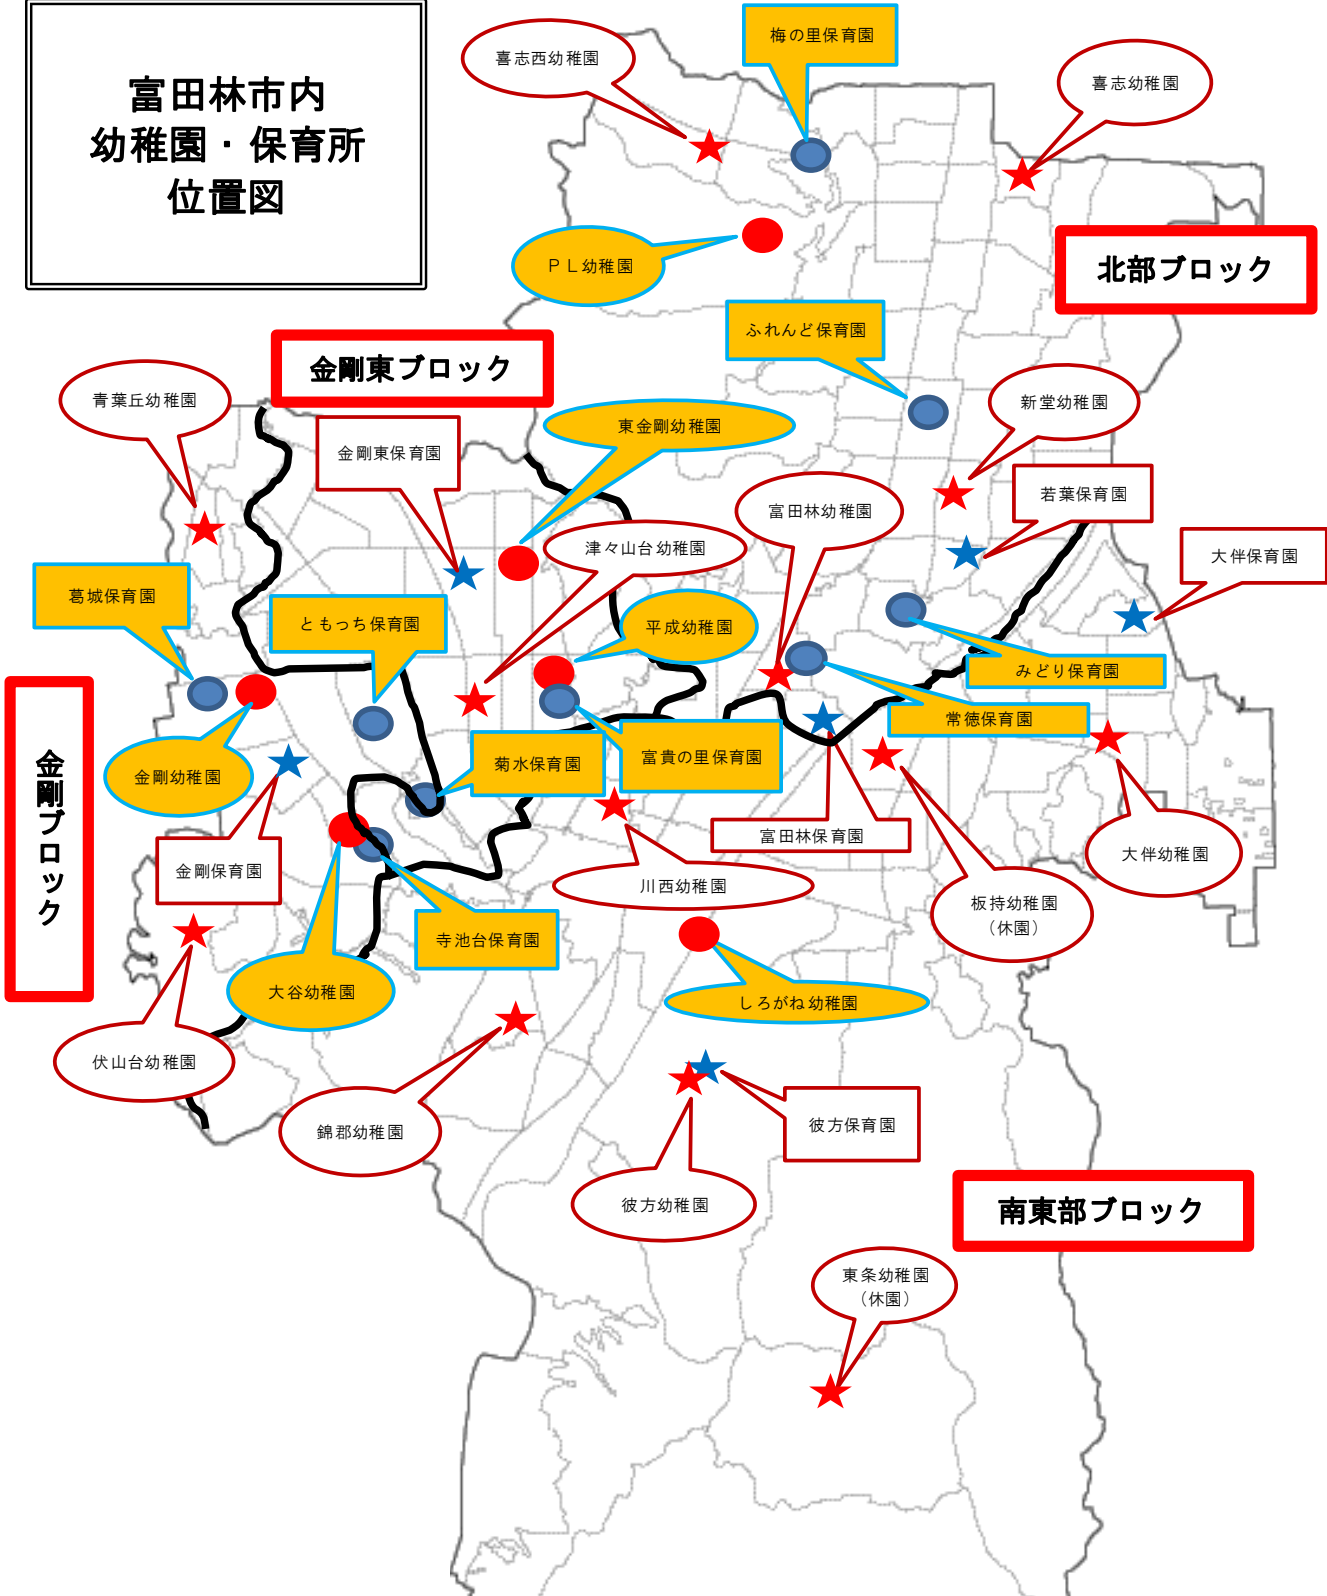 富田林市内
幼稚園・保育所
位置図
喜志西幼稚園
梅の里保育園
喜志幼稚園
ＰＬ幼稚園
北部ブロック
ふれんど保育園
金剛東ブロック
青葉丘幼稚園
東金剛幼稚園
新堂幼稚園
金剛東保育園
若葉保育園
富田林幼稚園
津々山台幼稚園
大伴保育園
葛城保育園
ともっち保育園
平成幼稚園
みどり保育園
常徳保育園
金剛ブロック
金剛幼稚園
菊水保育園
富貴の里保育園
富田林保育園
大伴幼稚園
金剛保育園
川西幼稚園
板持幼稚園
（休園）
寺池台保育園
大谷幼稚園
しろがね幼稚園
伏山台幼稚園
錦郡幼稚園
彼方保育園
彼方幼稚園
南東部ブロック
東条幼稚園
（休園）